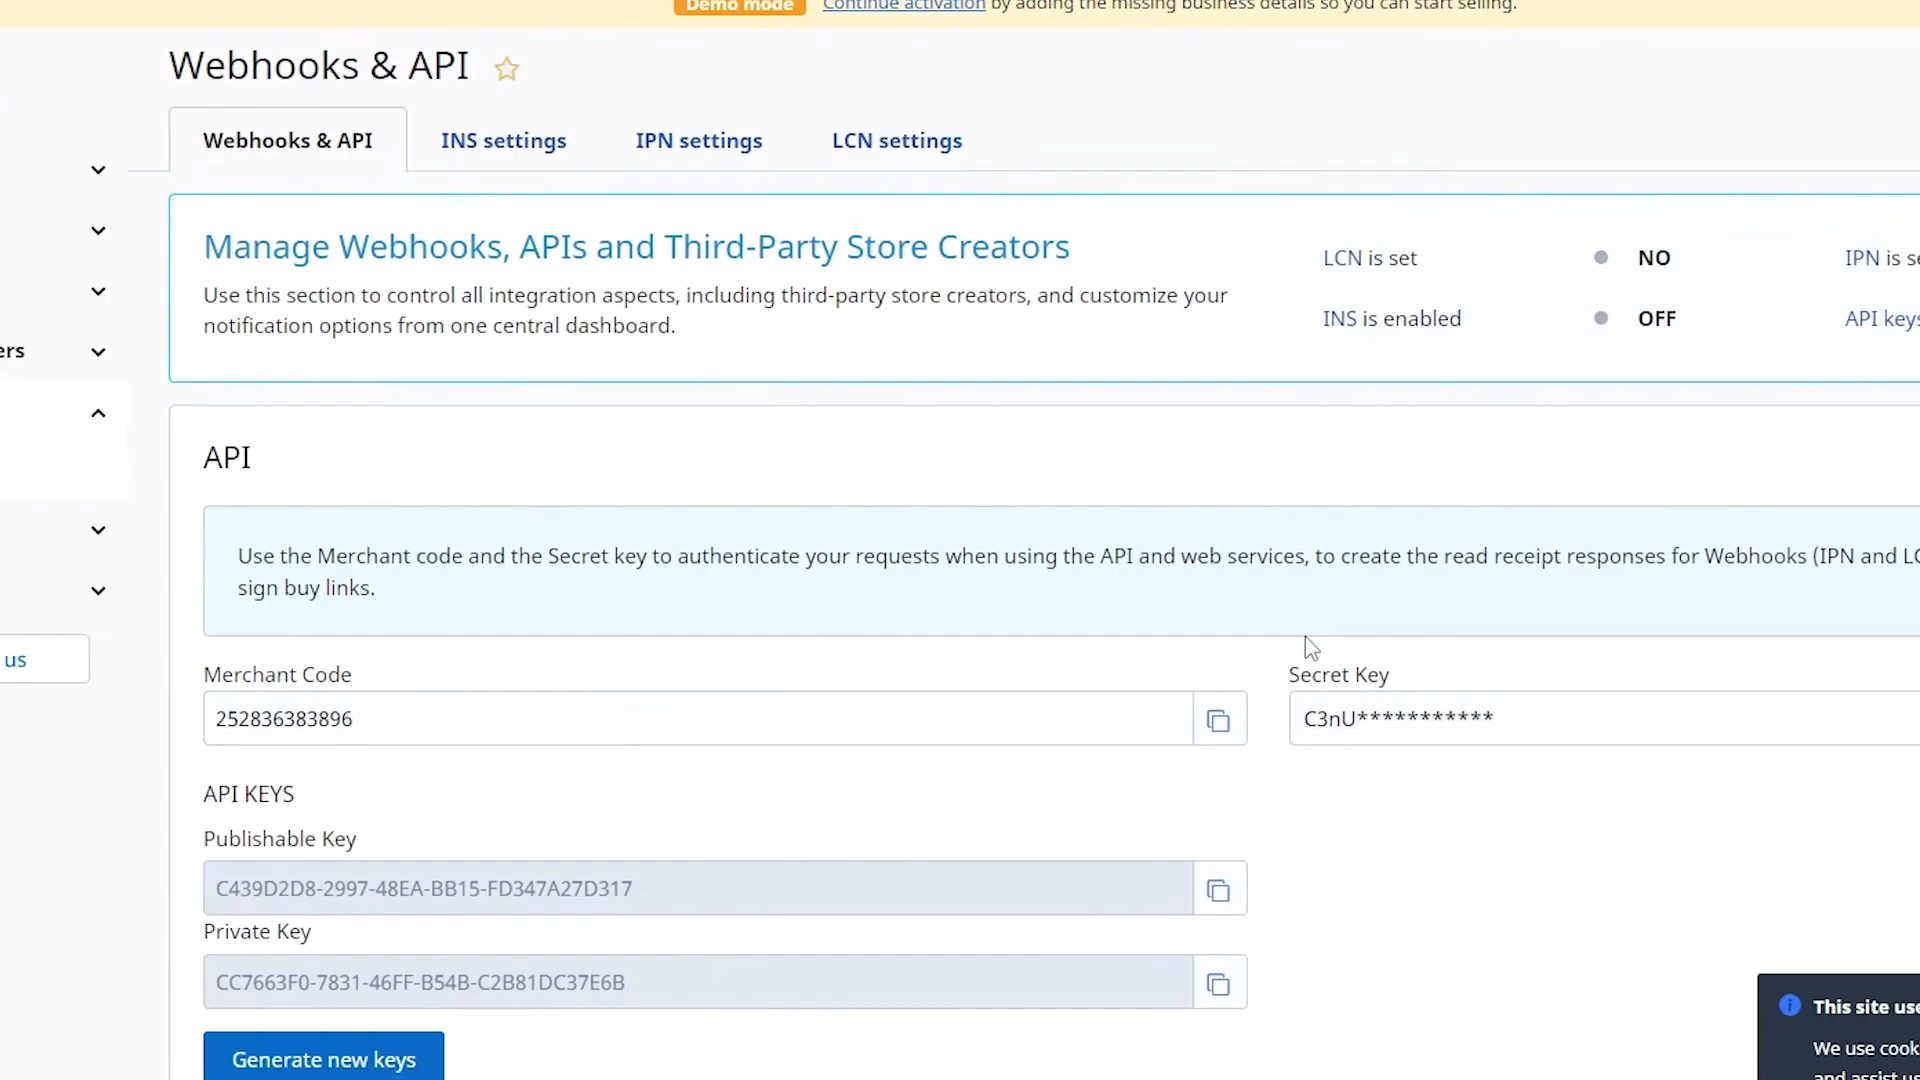 Demo mode Continue activation by adding the missing business details so you can start selling.
Webhooks & API
Webhooks & API INS settings IPN settings LCN settings
Manage Webhooks, APIs and Third-Party Store Creators
Use this section to control all integration aspects, including third-party store creators, and customize your
notification options from one central dashboard.
LCN is set NO IPN is
INS is enabled OFF API keys
ers
API
Use the Merchant code and the Secret key to authenticate your requests when using the API and web services, to create the read receipt responses for Webhooks (IPN and LC
sign buy links.
us
Merchant Code
252836383896
Secret Key
C3nU***********
API KEYS
Publishable Key
C439D2D8-2997-48EA-BB15-FD347A27D317
Private Key
CC7663F0-7831-46FF-B54B-C2B81DC37E6B
Generate new keys
This site use
We use cook
and assist us